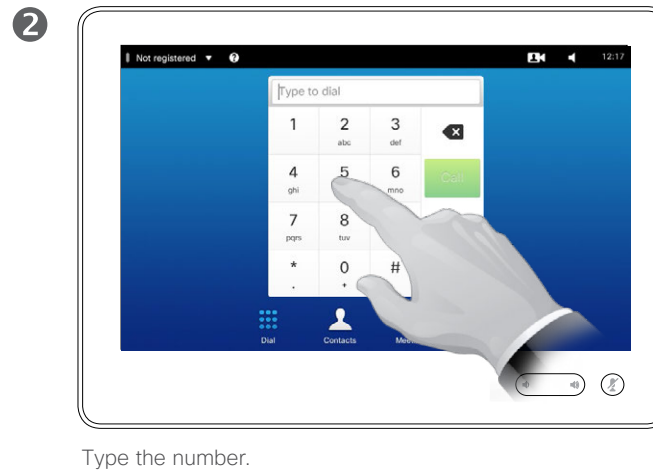 2
Not registered ▼ ? 12:17
Type to dial
1 2 3
abc def
4 5 6 Call
ghi mno
7 8
pqrs tuv
* 0 #
. +
Dial Contacts
Type the number.